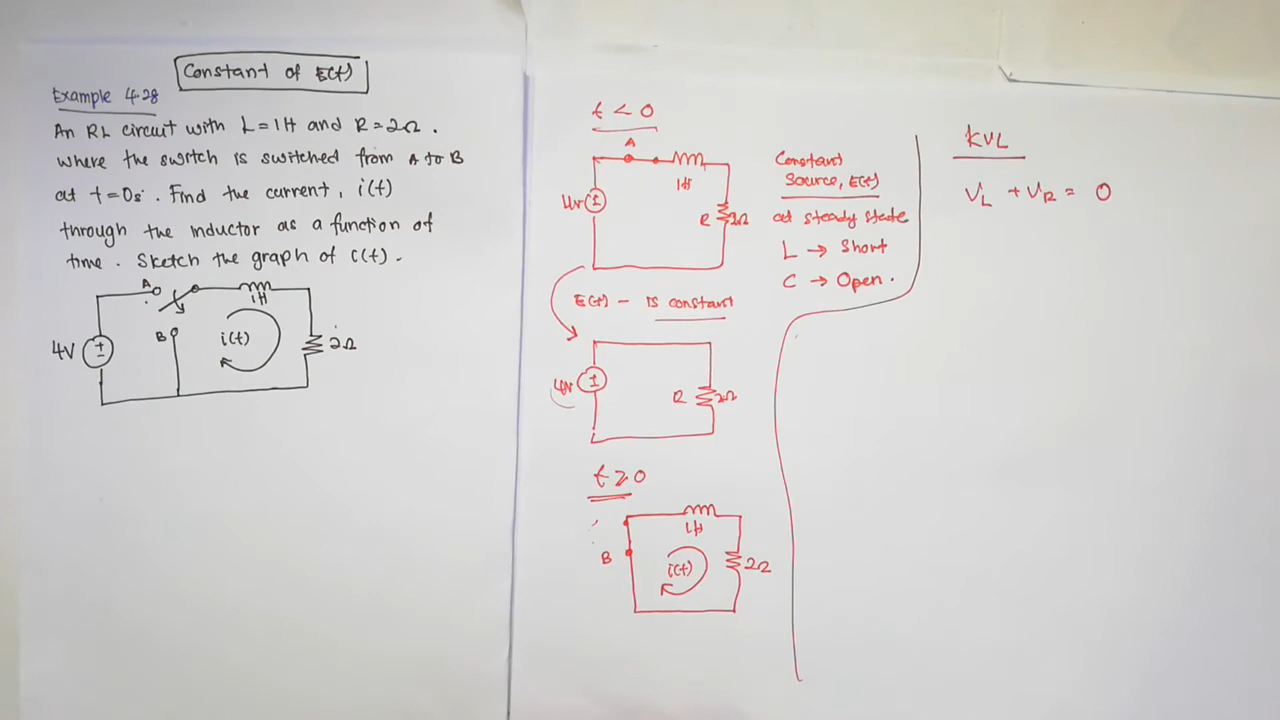 Constant of E(t)
Example 4.28
An RL circuit with L=1H and R=2Ω.
where the switch is switched from A to B
at t=0s. Find the current, i(t)
through the inductor as a function of
time. Sketch the graph of i(t).
A
1H
B
i(t)
4V
2Ω
t < 0
A
1H
4V
R 2Ω
Constant
Source, E(t)
at steady state
L → Short
C → Open.
E(t) - is constant
4V
R 2Ω
t ≥ 0
1H
B
i(t)
2Ω
KVL
VL + VR = 0